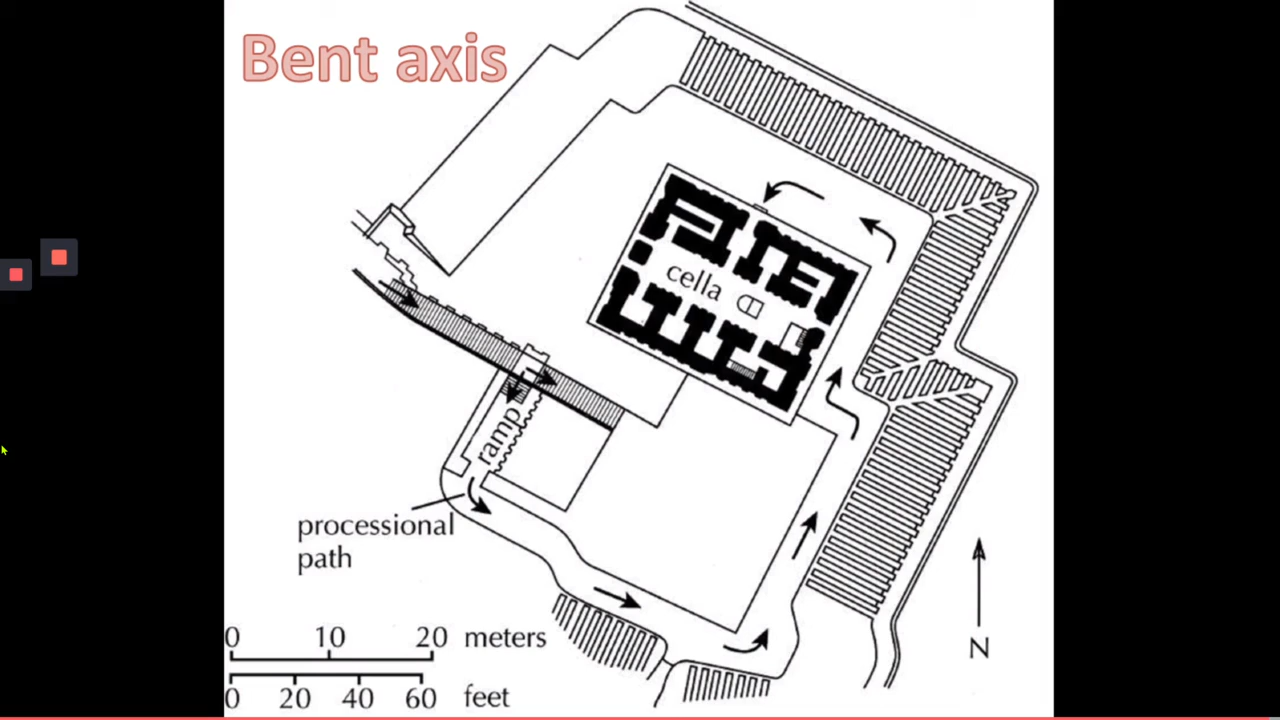 Bent axis
cella
ramp
processional
path
0 10 20 meters
0 20 40 60 feet
N